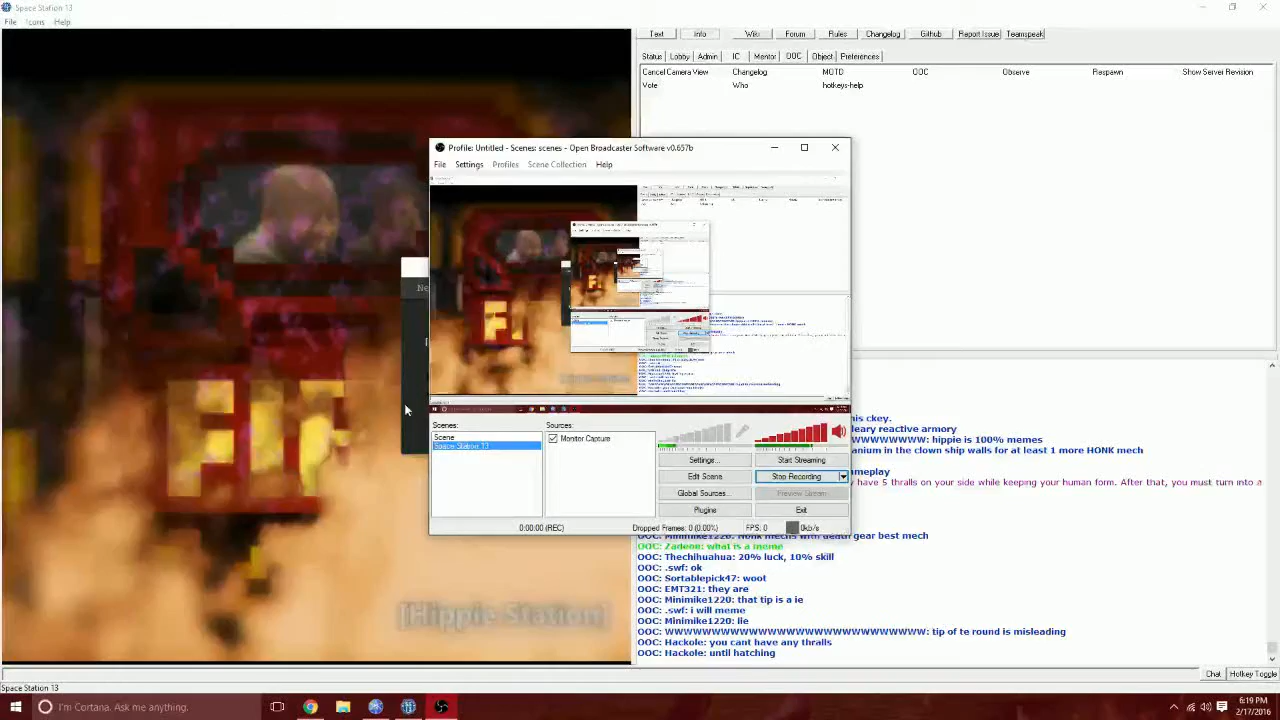 Space Station 13
File Icons Help
Text Info Wiki Forum Rules Changelog Github Report Issue Teamspeak
Status Lobby Admin IC Mentor OOC Object Preferences
Cancel Camera View Changelog MOTD OOC Observe Respawn Show Server Revision
Vote Who hotkeys-help
Profile: Untitled - Scenes: scenes - Open Broadcaster Software v0.657b
File Settings Profiles Scene Collection Help
Ne
his ckey.
leary reactive armory
WWWWWWWW: hippie is 100% memes
anium in the clown ship walls for at least 1 more HONK mech
ameplay
y have 5 thralls on your side while keeping your human form. After that, you must turn into a
Scenes:
Scene
Space Station 13
Sources:
Monitor Capture
Settings... Start Streaming
Edit Scene Stop Recording
Global Sources... Preview Stream
Plugins Exit
0:00:00 (REC) Dropped Frames: 0 (0.00%) FPS: 0 0kb/s
OOC: Minimike1220: Honk mechs with death gear best mech
OOC: Zadene: what is a meme
OOC: Thechihuahua: 20% luck, 10% skill
OOC: .swf: ok
OOC: Sortablepick47: woot
OOC: EMT321: they are
OOC: Minimike1220: that tip is a ie
OOC: .swf: i will meme
OOC: Minimike1220: lie
OOC: WWWWWWWWWWWWWWWWWWWWWWWWWWWWWW: tip of te round is misleading
OOC: Hackole: you cant have any thralls
OOC: Hackole: until hatching
[Hippie Station]
Chat Hotkey Toggle
Space Station 13
I'm Cortana. Ask me anything.
6:19 PM
2/17/2016